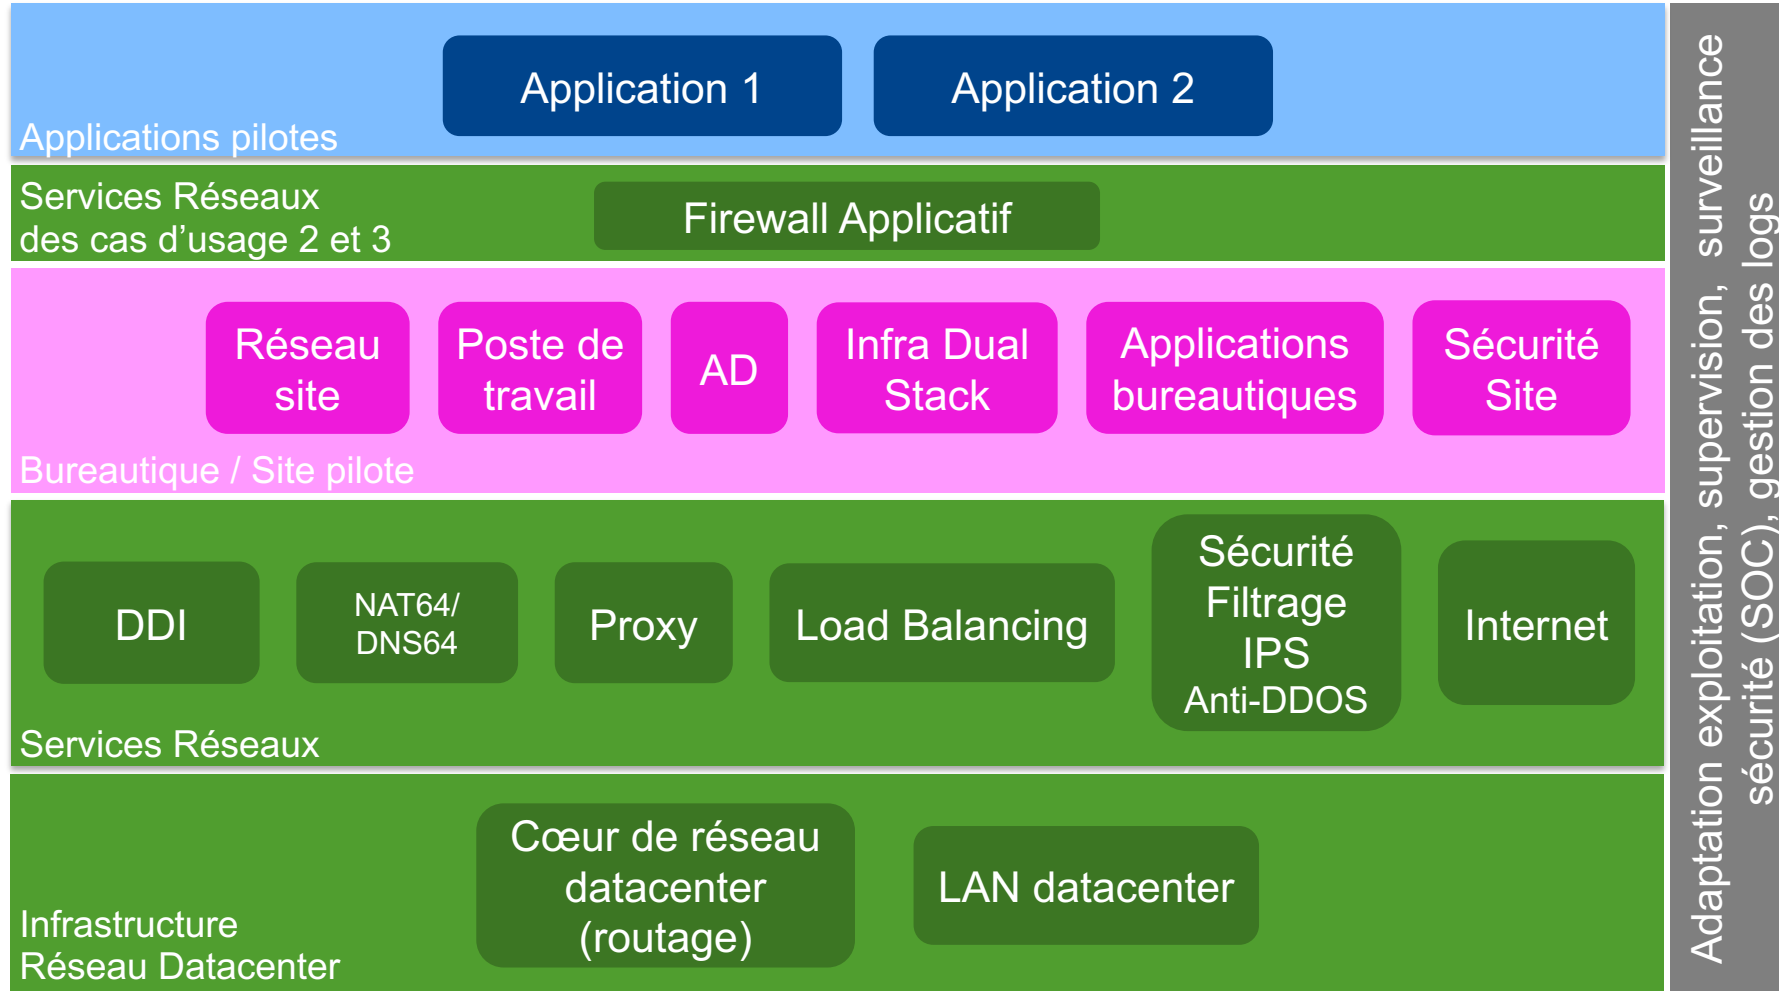 Application 1
Application 2
Applications pilotes
Services Réseaux
des cas d’usage 2 et 3
Firewall Applicatif
Réseau
site
Poste de
travail
AD
Infra Dual
Stack
Applications
bureautiques
Sécurité
Site
Bureautique / Site pilote
DDI
NAT64/
DNS64
Proxy
Load Balancing
Sécurité
Filtrage
IPS
Anti-DDOS
Internet
Services Réseaux
Cœur de réseau
datacenter
(routage)
LAN datacenter
Infrastructure
Réseau Datacenter
Adaptation exploitation, supervision, surveillance
sécurité (SOC), gestion des logs